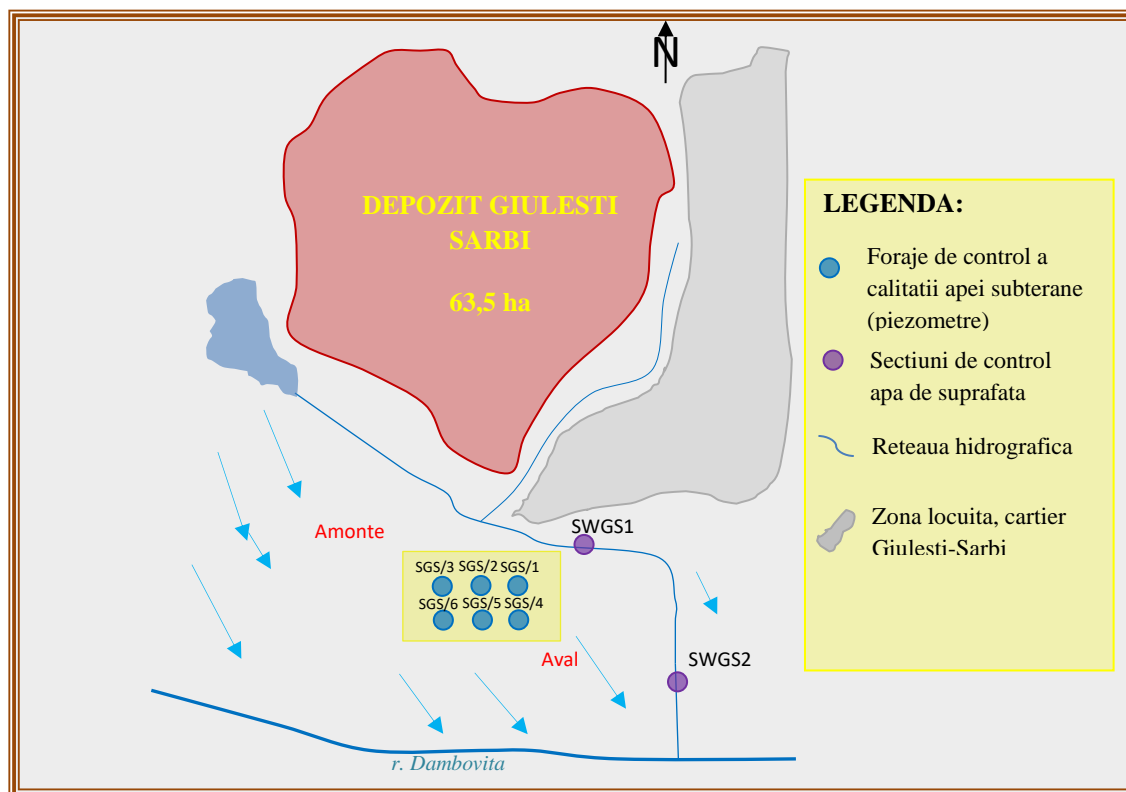 N
DEPOZIT GIULESTI
SARBI
63,5 ha
LEGENDA:
Foraje de control a
calitatii apei subterane
(piezometre)
Sectiuni de control
apa de suprafata
Reteaua hidrografica
Zona locuita, cartier
Giulesti-Sarbi
SWGS1
Amonte
SGS/3 SGS/2 SGS/1
SGS/6 SGS/5 SGS/4
Aval
SWGS2
r. Dambovita